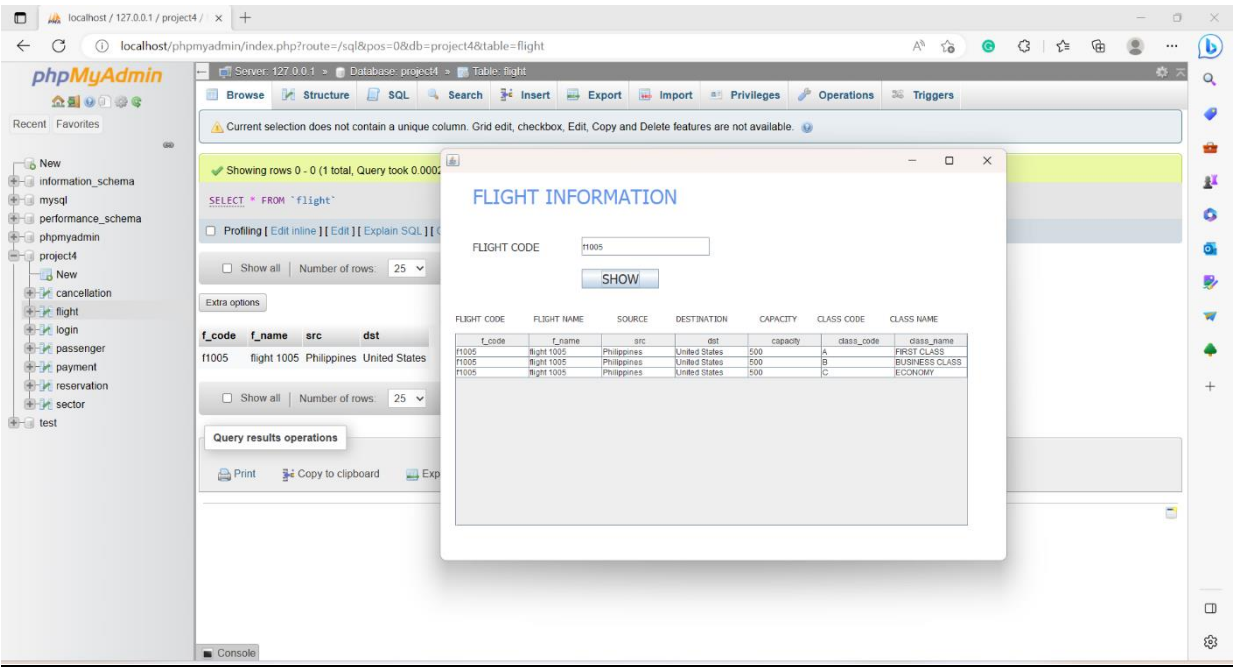 localhost / 127.0.0.1 / project4 /
localhost/phpmyadmin/index.php?route=/sql&pos=0&db=project4&table=flight
phpMyAdmin
Recent Favorites
New
information_schema
mysql
performance_schema
phpmyadmin
project4
New
cancellation
flight
login
passenger
payment
reservation
sector
test
Server: 127.0.0.1 » Database: project4 » Table: flight
Browse Structure SQL Search Insert Export Import Privileges Operations Triggers
Current selection does not contain a unique column. Grid edit, checkbox, Edit, Copy and Delete features are not available.
Showing rows 0 - 0 (1 total, Query took 0.0002
SELECT * FROM `flight`
Profiling [ Edit inline ] [ Edit ] [ Explain SQL ] [
Show all | Number of rows: 25
Extra options
f_code f_name src dst
f1005 flight 1005 Philippines United States
Show all | Number of rows: 25
Query results operations
Print Copy to clipboard Exp
Console
FLIGHT INFORMATION
FLIGHT CODE f1005
SHOW
FLIGHT CODE FLIGHT NAME SOURCE DESTINATION CAPACITY CLASS CODE CLASS NAME
f_code f_name src dst capacity class_code class_name
f1005 flight 1005 Philippines United States 500 A FIRST CLASS
f1005 flight 1005 Philippines United States 500 B BUSINESS CLASS
f1005 flight 1005 Philippines United States 500 C ECONOMY